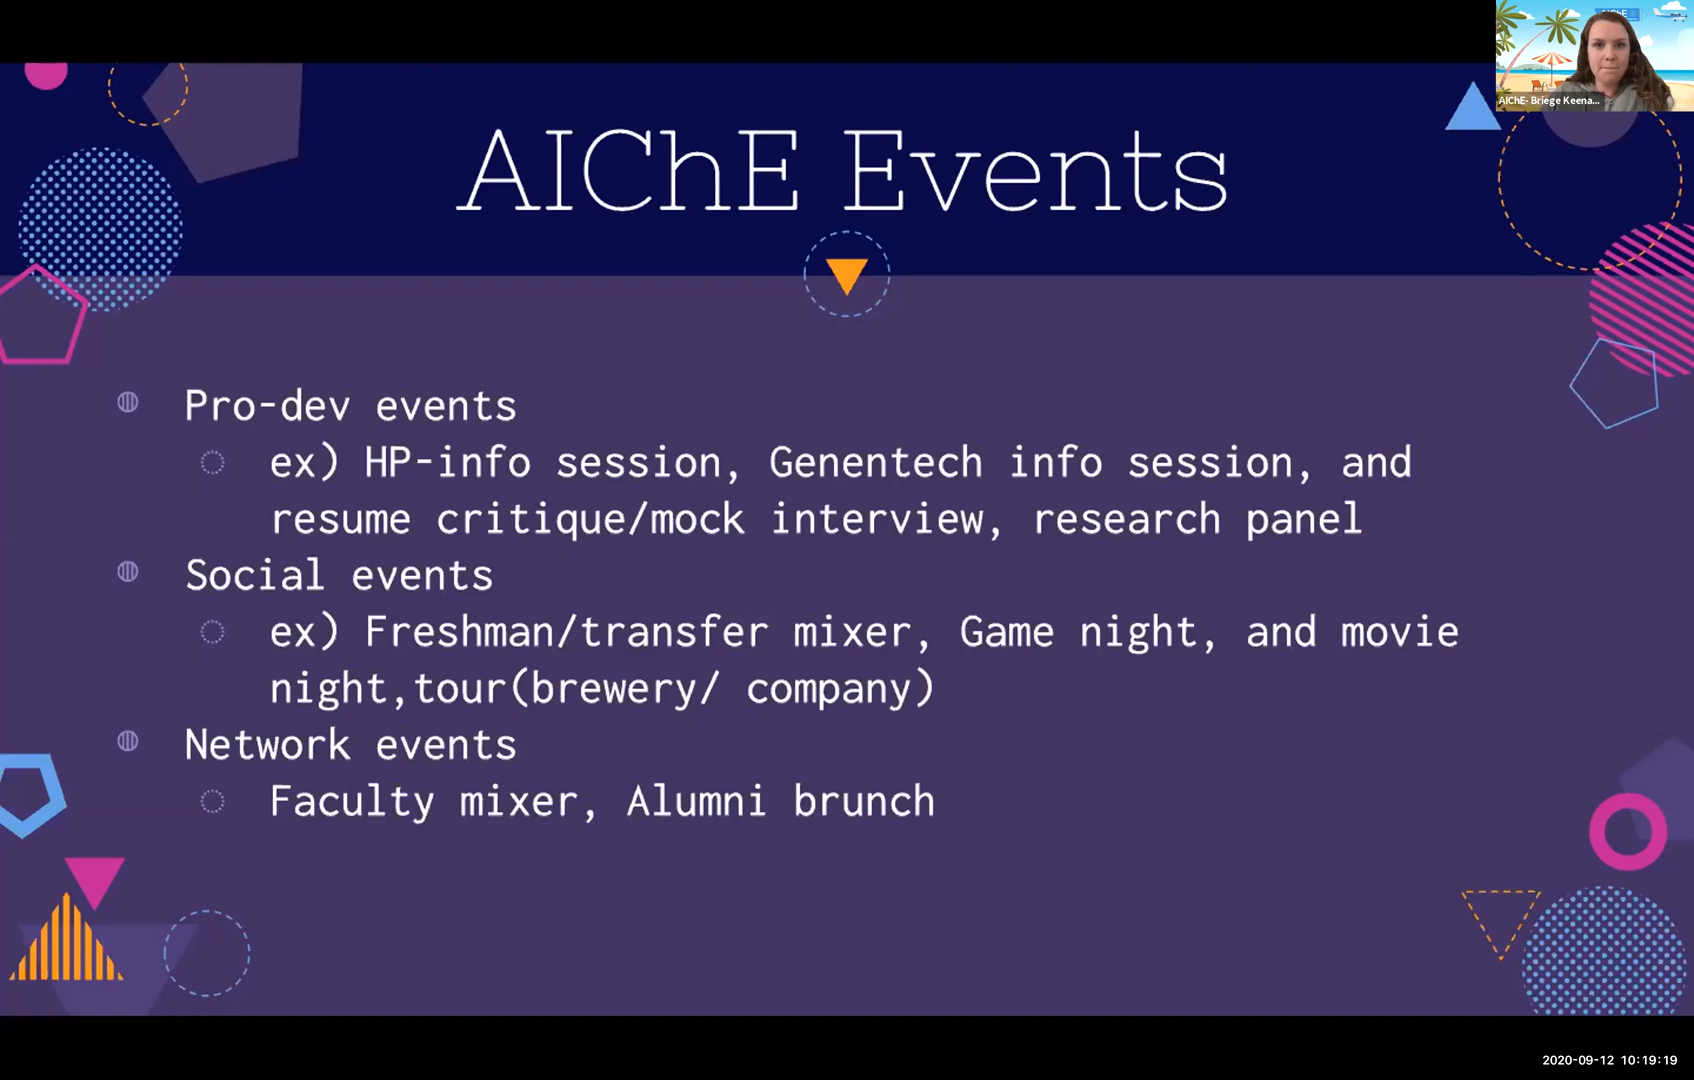 AIChE
AIChE- Briege Keena...
AIChE Events
Pro-dev events
ex) HP-info session, Genentech info session, and
resume critique/mock interview, research panel
Social events
ex) Freshman/transfer mixer, Game night, and movie
night,tour(brewery/ company)
Network events
Faculty mixer, Alumni brunch
2020-09-12 10:19:19